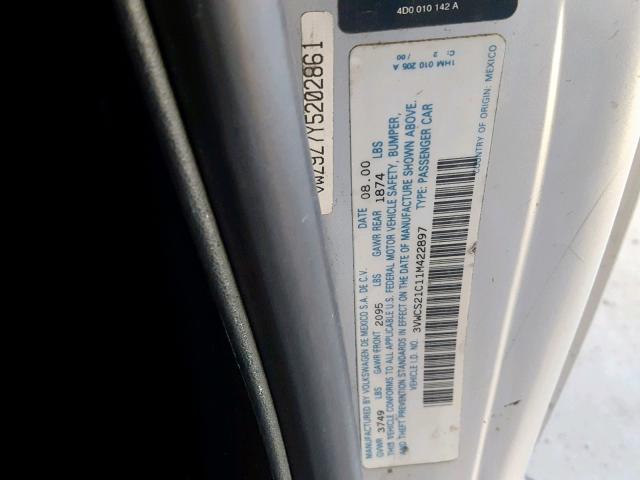 4D0 010 142 A
VWZ9Z7Y5202861
1HM 010 205 A
MANUFACTURED BY VOLKSWAGEN DE MEXICO S.A. DE C.V. DATE 08.00
GVWR 3749 LBS GAWR FRONT 2095 LBS GAWR REAR 1874 LBS
THIS VEHICLE CONFORMS TO ALL APPLICABLE U.S. FEDERAL MOTOR VEHICLE SAFETY, BUMPER,
AND THEFT PREVENTION STANDARDS IN EFFECT ON THE DATE OF MANUFACTURE SHOWN ABOVE.
VEHICLE I.D. NO. 3VWCS21C11M422897 TYPE: PASSENGER CAR
COUNTRY OF ORIGIN: MEXICO